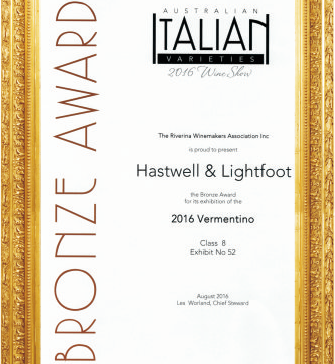 BRONZE AWARD
AUSTRALIAN
ITALIAN
VARIETIES
2016 Wine Show
The Riverina Winemakers Association Inc
is proud to present
Hastwell & Lightfoot
the Bronze Award
for its exhibition of the
2016 Vermentino
Class 8
Exhibit No 52
August 2016
Les Worland, Chief Steward